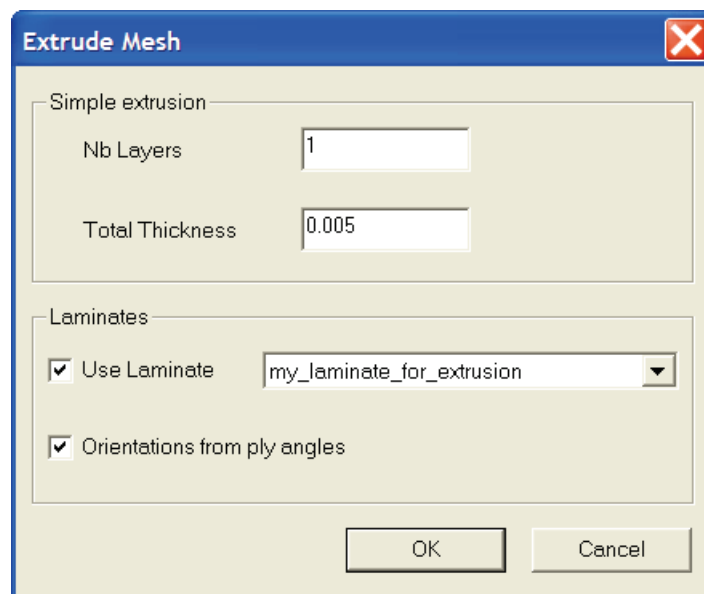 Extrude Mesh
Simple extrusion
Nb Layers 1
Total Thickness 0.005
Laminates
Use Laminate my_laminate_for_extrusion
Orientations from ply angles
OK Cancel